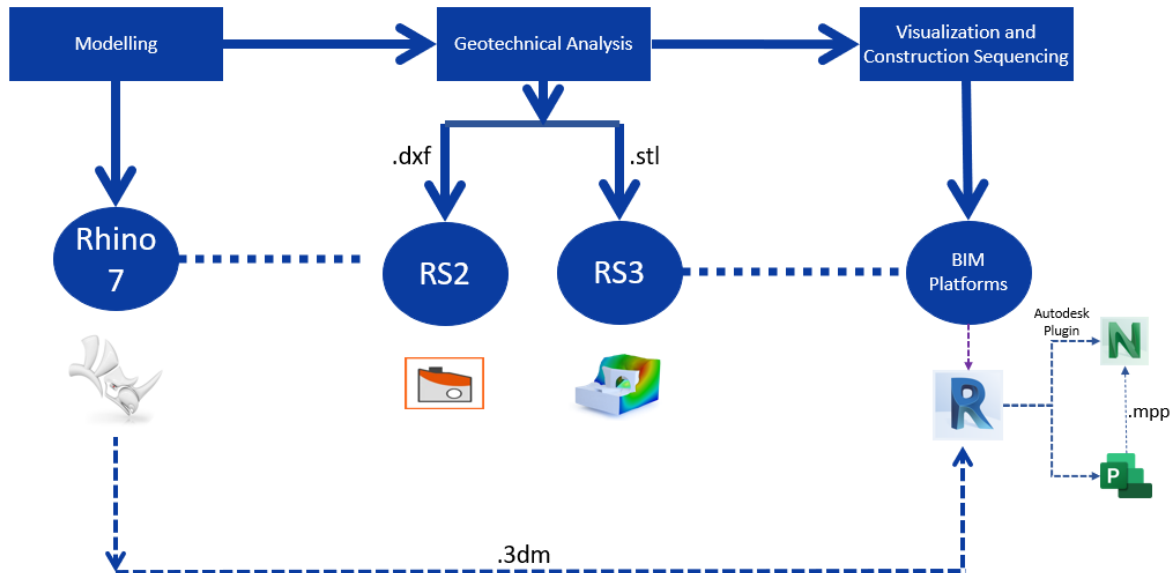 Modelling
Geotechnical Analysis
Visualization and
Construction Sequencing
.dxf
.stl
Rhino
7
RS2
RS3
BIM
Platforms
Autodesk
Plugin
N
R
.mpp
P
.3dm